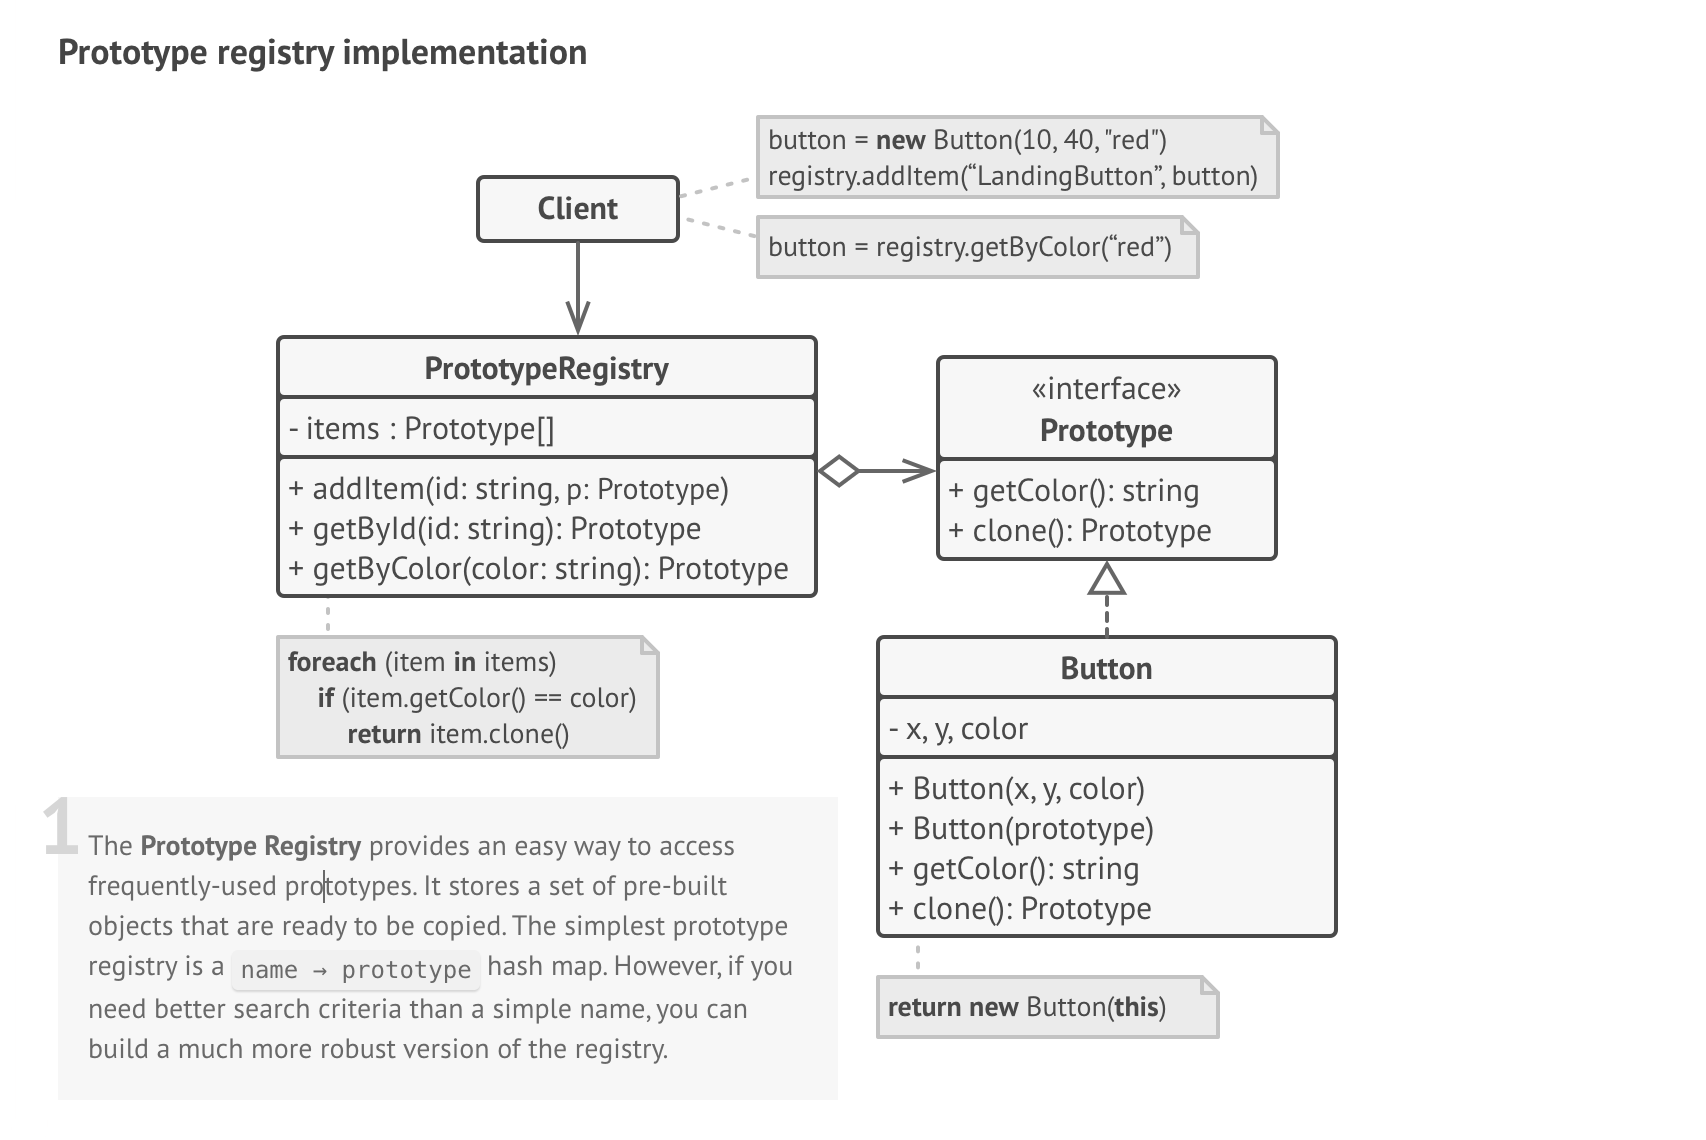 Prototype registry implementation
button = new Button(10, 40, "red")
registry.addItem(“LandingButton”, button)
Client
button = registry.getByColor(“red”)
PrototypeRegistry
- items : Prototype[]
+ addItem(id: string, p: Prototype)
+ getById(id: string): Prototype
+ getByColor(color: string): Prototype
«interface»
Prototype
+ getColor(): string
+ clone(): Prototype
foreach (item in items)
if (item.getColor() == color)
return item.clone()
Button
- x, y, color
+ Button(x, y, color)
+ Button(prototype)
+ getColor(): string
+ clone(): Prototype
return new Button(this)
1
The Prototype Registry provides an easy way to access
frequently-used prototypes. It stores a set of pre-built
objects that are ready to be copied. The simplest prototype
registry is a name → prototype hash map. However, if you
need better search criteria than a simple name, you can
build a much more robust version of the registry.